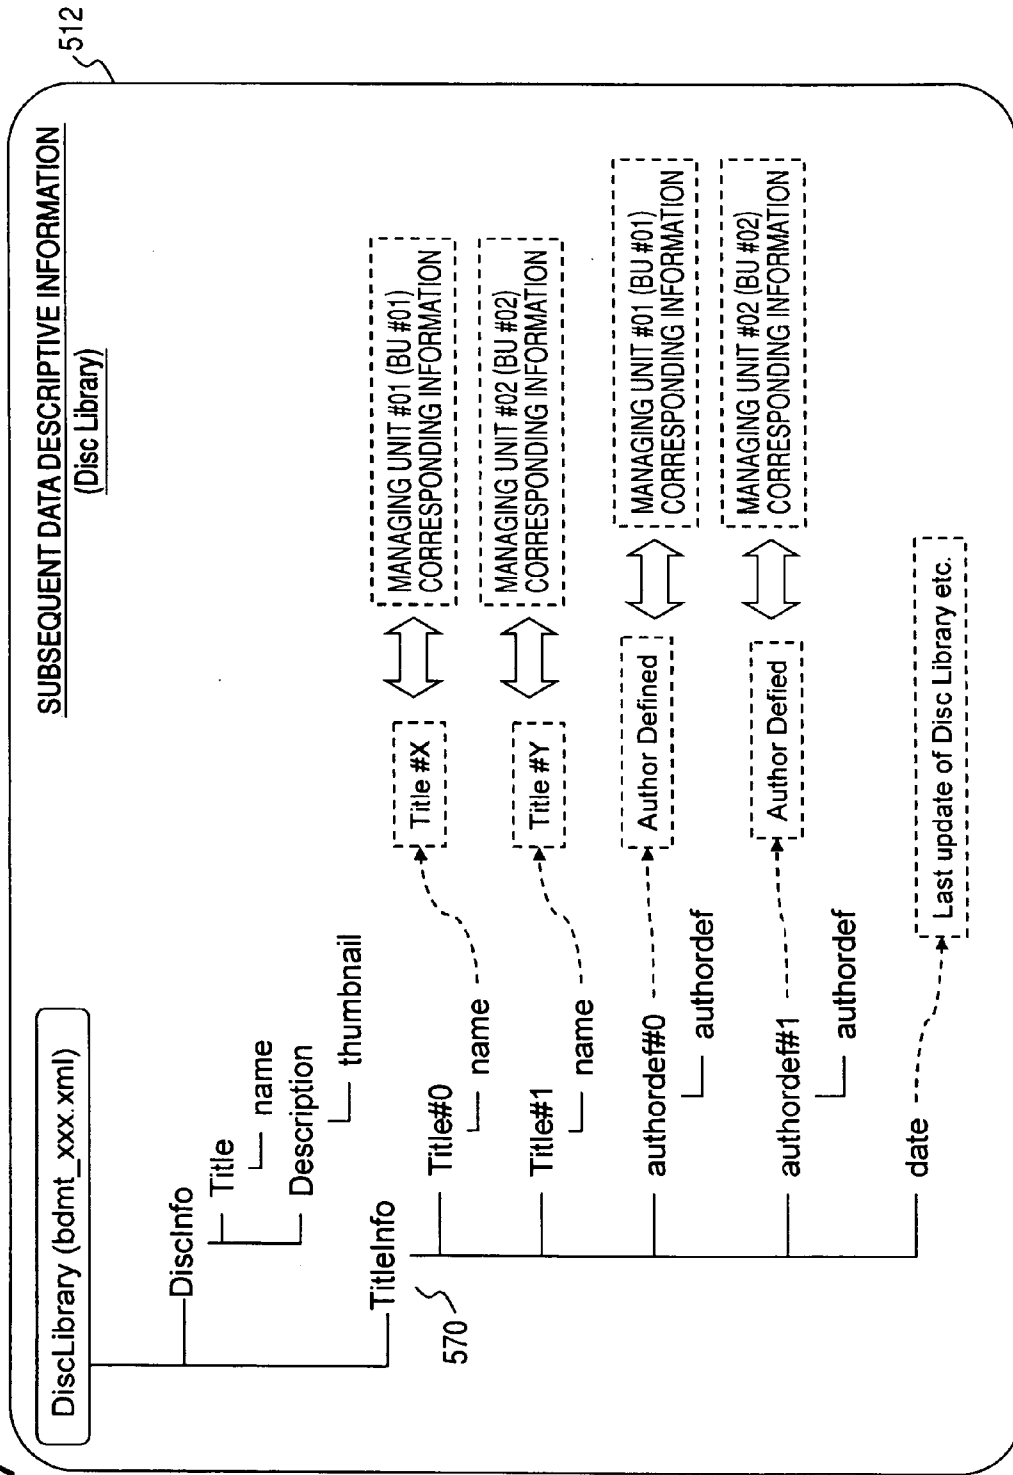 512
SUBSEQUENT DATA DESCRIPTIVE INFORMATION
(Disc Library)
DiscLibrary (bdmt_xxx.xml)
DiscInfo
Title
name
Description
thumbnail
TitleInfo
570
Title#0
name
Title #X
MANAGING UNIT #01 (BU #01)
CORRESPONDING INFORMATION
Title#1
name
Title #Y
MANAGING UNIT #02 (BU #02)
CORRESPONDING INFORMATION
authordef#0
authordef
Author Defined
MANAGING UNIT #01 (BU #01)
CORRESPONDING INFORMATION
authordef#1
authordef
Author Defied
MANAGING UNIT #02 (BU #02)
CORRESPONDING INFORMATION
date
Last update of Disc Library etc.